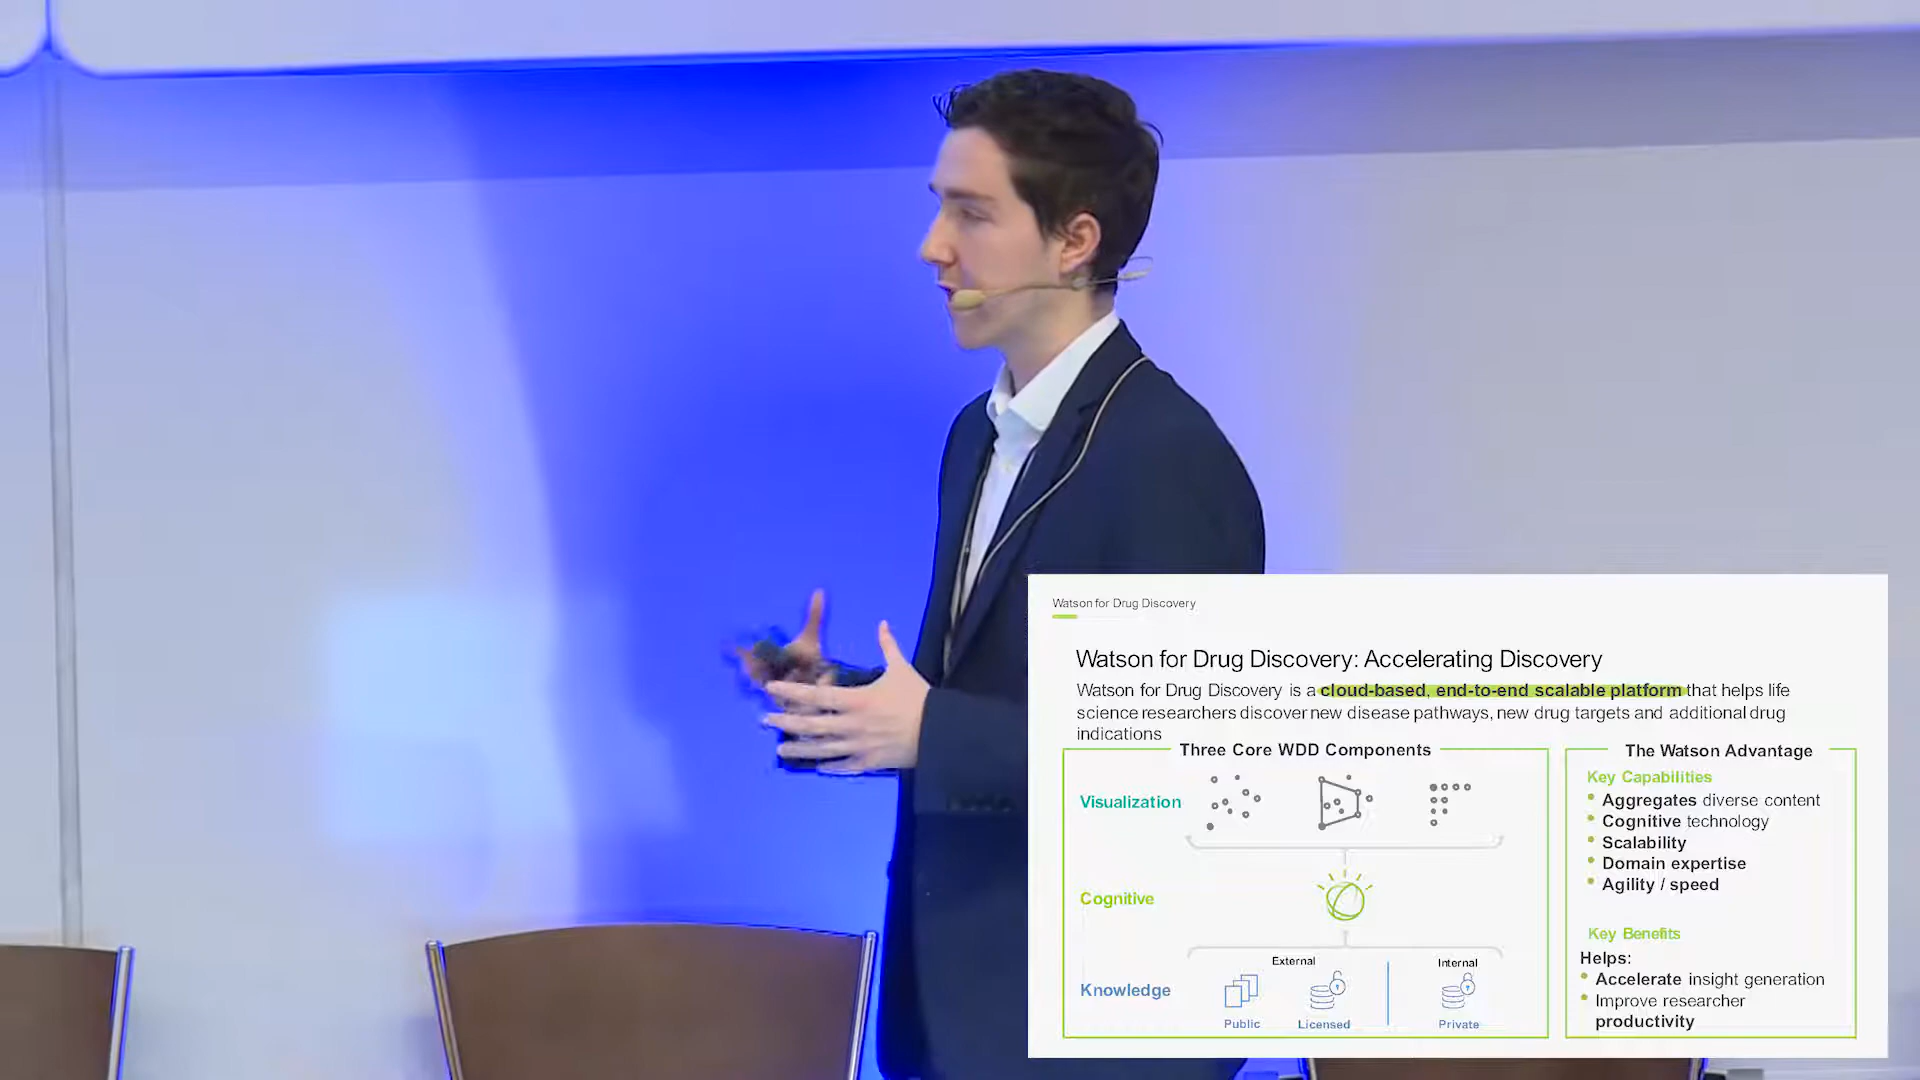 Watson for Drug Discovery
Watson for Drug Discovery: Accelerating Discovery
Watson for Drug Discovery is a cloud-based, end-to-end scalable platform that helps life
science researchers discover new disease pathways, new drug targets and additional drug
indications
Three Core WDD Components
Visualization
Cognitive
External
Internal
Knowledge
Public
Licensed
Private
The Watson Advantage
Key Capabilities
• Aggregates diverse content
• Cognitive technology
• Scalability
• Domain expertise
• Agility / speed
Key Benefits
Helps:
• Accelerate insight generation
• Improve researcher
productivity